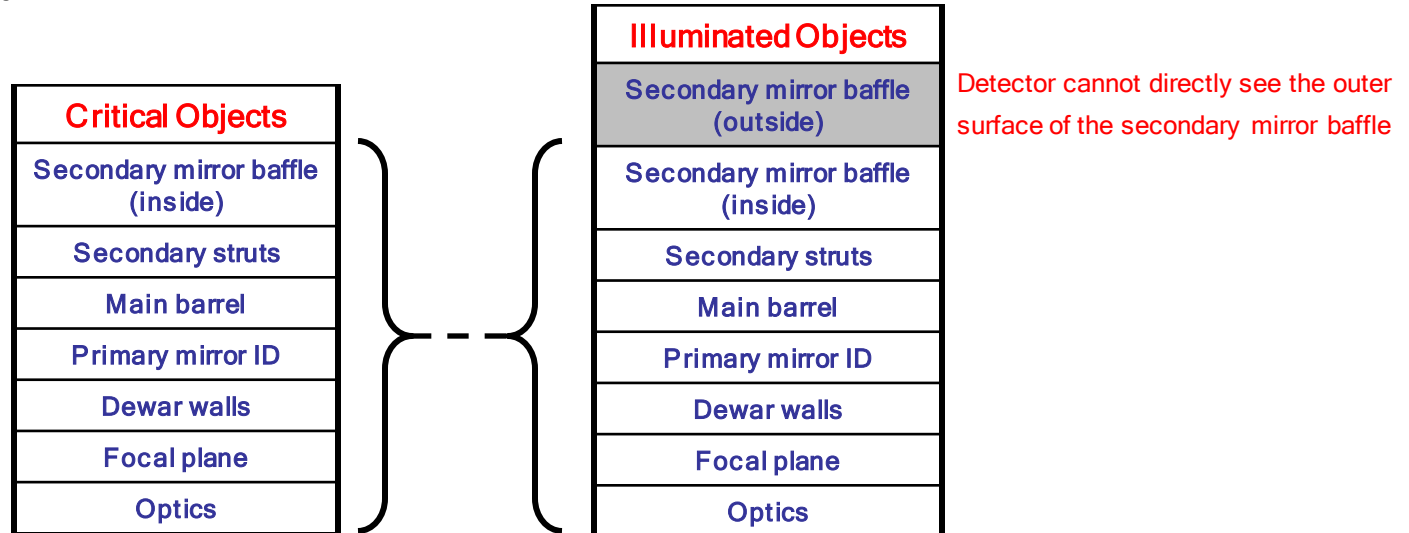 Critical Objects
Secondary mirror baffle
(inside)
Secondary struts
Main barrel
Primary mirror ID
Dewar walls
Focal plane
Optics
Illuminated Objects
Secondary mirror baffle
(outside)
Secondary mirror baffle
(inside)
Secondary struts
Main barrel
Primary mirror ID
Dewar walls
Focal plane
Optics
Detector cannot directly see the outer
surface of the secondary mirror baffle